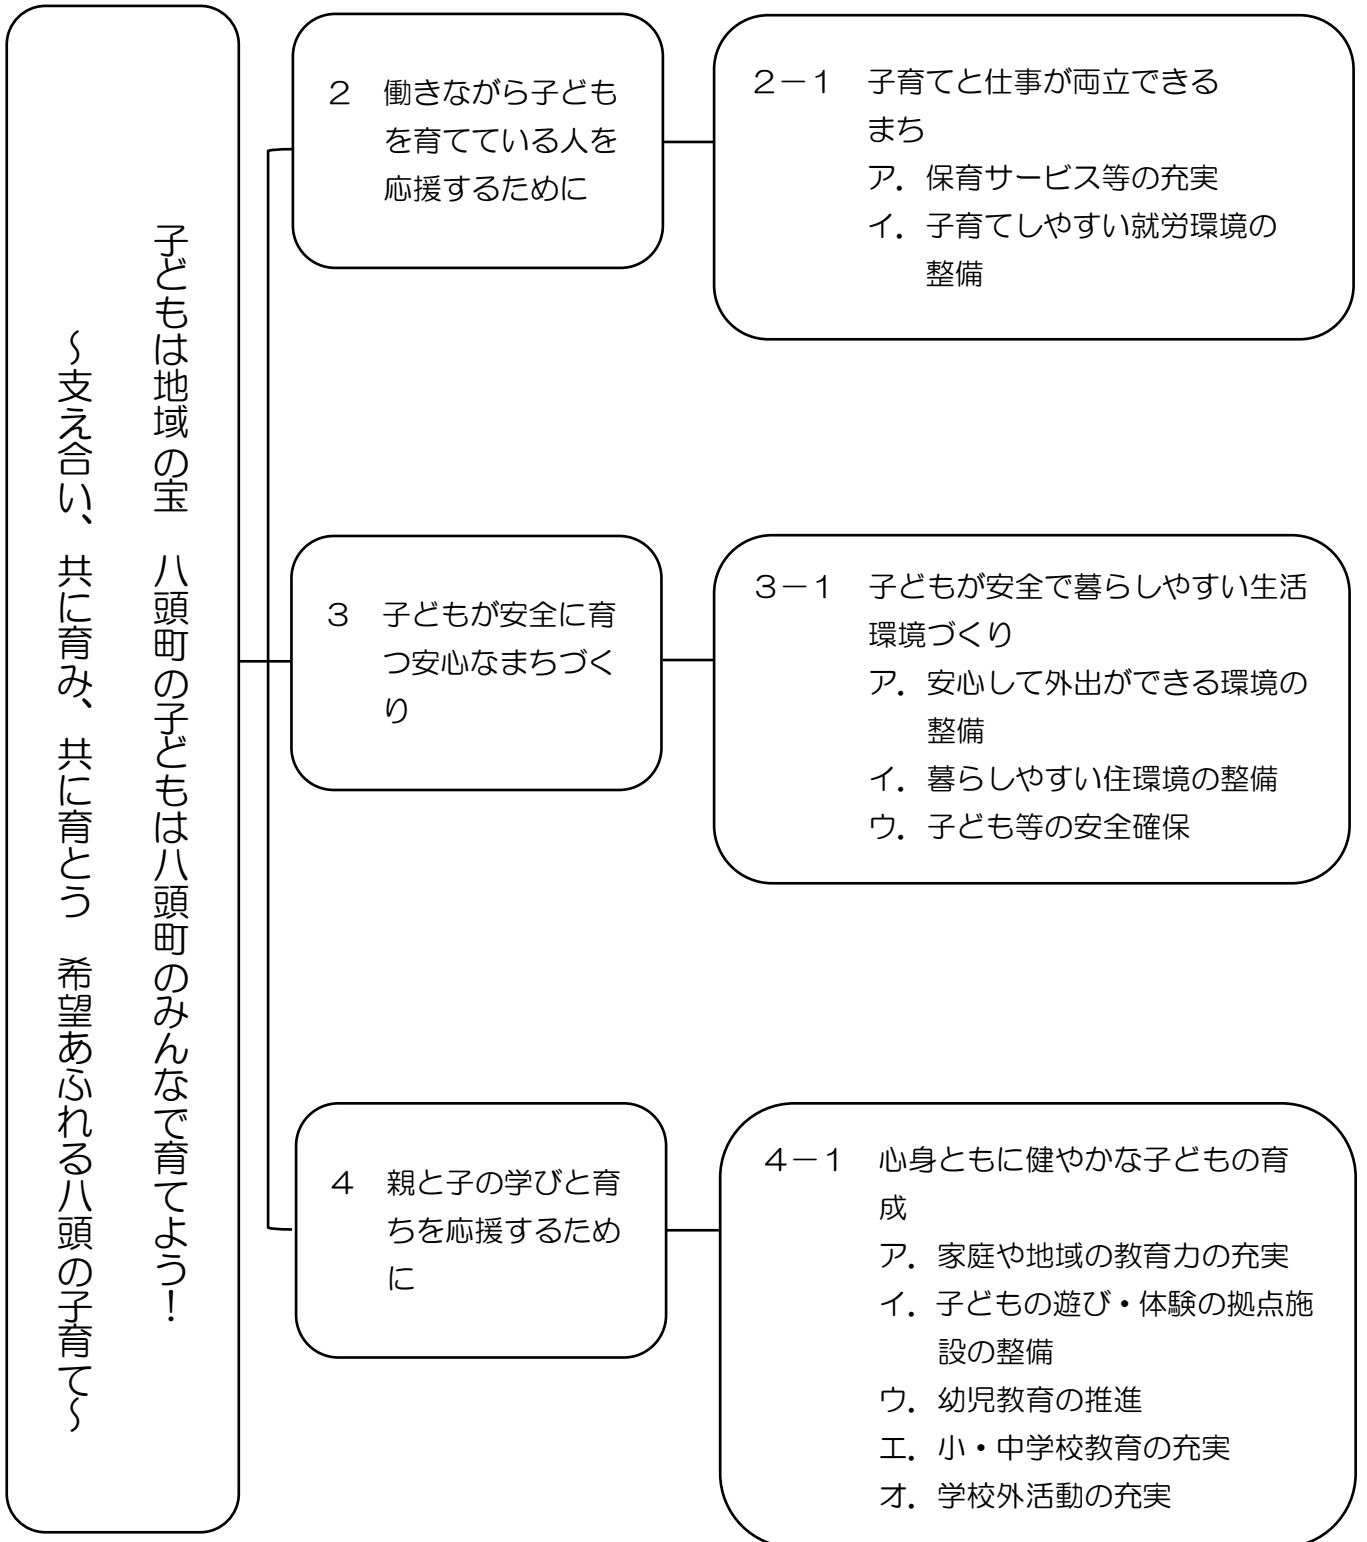 子どもは地域の宝　八頭町の子どもは八頭町のみんなで育てよう！
～支え合い、共に育み、共に育とう　希望あふれる八頭の子育て～
２　働きながら子ども
を育てている人を
応援するために
２－１　子育てと仕事が両立できる
まち
ア．保育サービス等の充実
イ．子育てしやすい就労環境の
整備
３　子どもが安全に育
つ安心なまちづく
り
３－１　子どもが安全で暮らしやすい生活
環境づくり
ア．安心して外出ができる環境の
整備
イ．暮らしやすい住環境の整備
ウ．子ども等の安全確保
４　親と子の学びと育
ちを応援するため
に
４－１　心身ともに健やかな子どもの育
成
ア．家庭や地域の教育力の充実
イ．子どもの遊び・体験の拠点施
設の整備
ウ．幼児教育の推進
エ．小・中学校教育の充実
オ．学校外活動の充実